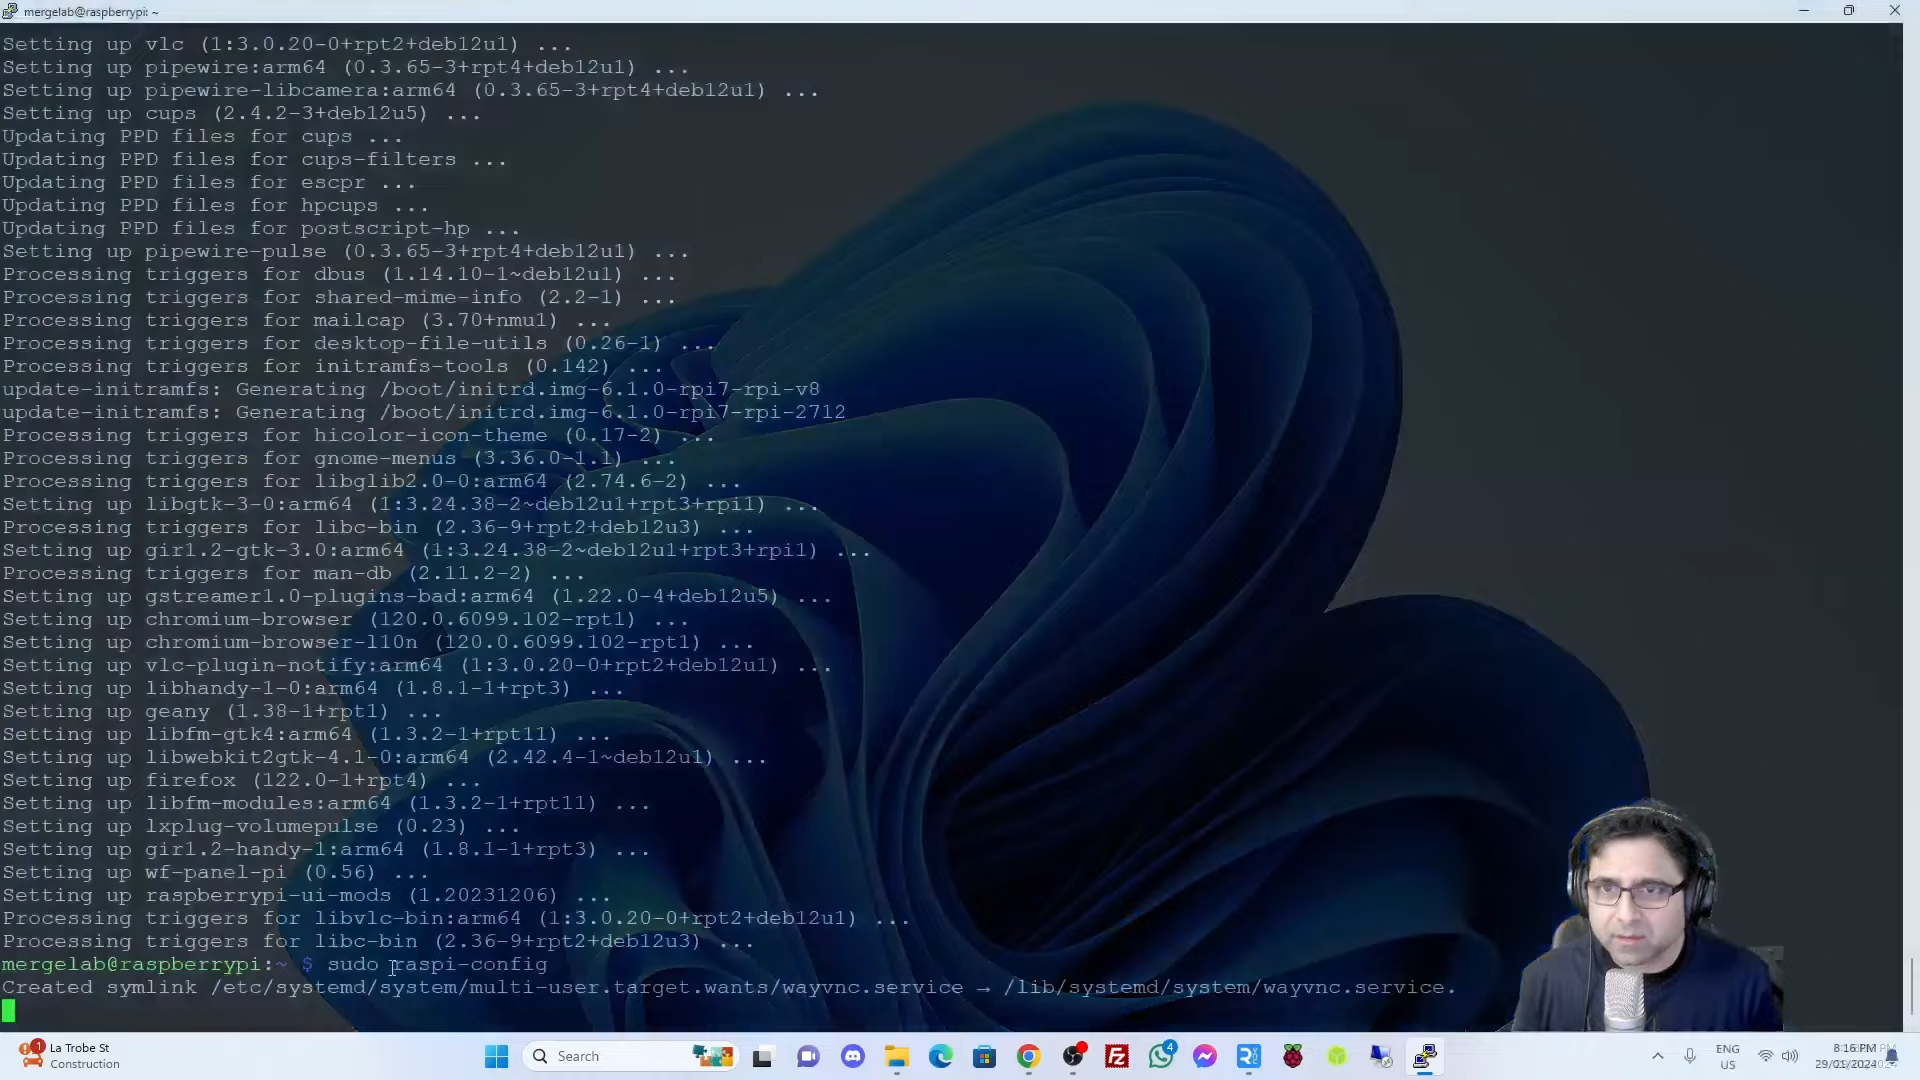 mergelab@raspberrypi: ~
Setting up vlc (1:3.0.20-0+rpt2+deb12u1) ...
Setting up pipewire:arm64 (0.3.65-3+rpt4+deb12u1) ...
Setting up pipewire-libcamera:arm64 (0.3.65-3+rpt4+deb12u1) ...
Setting up cups (2.4.2-3+deb12u5) ...
Updating PPD files for cups ...
Updating PPD files for cups-filters ...
Updating PPD files for escpr ...
Updating PPD files for hpcups ...
Updating PPD files for postscript-hp ...
Setting up pipewire-pulse (0.3.65-3+rpt4+deb12u1) ...
Processing triggers for dbus (1.14.10-1~deb12u1) ...
Processing triggers for shared-mime-info (2.2-1) ...
Processing triggers for mailcap (3.70+nmu1) ...
Processing triggers for desktop-file-utils (0.26-1) ...
Processing triggers for initramfs-tools (0.142) ...
update-initramfs: Generating /boot/initrd.img-6.1.0-rpi7-rpi-v8
update-initramfs: Generating /boot/initrd.img-6.1.0-rpi7-rpi-2712
Processing triggers for hicolor-icon-theme (0.17-2) ...
Processing triggers for gnome-menus (3.36.0-1.1) ...
Processing triggers for libglib2.0-0:arm64 (2.74.6-2) ...
Setting up libgtk-3-0:arm64 (1:3.24.38-2~deb12u1+rpt3+rpi1) ...
Processing triggers for libc-bin (2.36-9+rpt2+deb12u3) ...
Setting up gir1.2-gtk-3.0:arm64 (1:3.24.38-2~deb12u1+rpt3+rpi1) ...
Processing triggers for man-db (2.11.2-2) ...
Setting up gstreamer1.0-plugins-bad:arm64 (1.22.0-4+deb12u5) ...
Setting up chromium-browser (120.0.6099.102-rpt1) ...
Setting up chromium-browser-l10n (120.0.6099.102-rpt1) ...
Setting up vlc-plugin-notify:arm64 (1:3.0.20-0+rpt2+deb12u1) ...
Setting up libhandy-1-0:arm64 (1.8.1-1+rpt3) ...
Setting up geany (1.38-1+rpt1) ...
Setting up libfm-gtk4:arm64 (1.3.2-1+rpt11) ...
Setting up libwebkit2gtk-4.1-0:arm64 (2.42.4-1~deb12u1) ...
Setting up firefox (122.0-1+rpt4) ...
Setting up libfm-modules:arm64 (1.3.2-1+rpt11) ...
Setting up lxplug-volumepulse (0.23) ...
Setting up gir1.2-handy-1:arm64 (1.8.1-1+rpt3) ...
Setting up wf-panel-pi (0.56) ...
Setting up raspberrypi-ui-mods (1.20231206) ...
Processing triggers for libvlc-bin:arm64 (1:3.0.20-0+rpt2+deb12u1) ...
Processing triggers for libc-bin (2.36-9+rpt2+deb12u3) ...
mergelab@raspberrypi:~ $ sudo raspi-config
Created symlink /etc/systemd/system/multi-user.target.wants/wayvnc.service → /lib/systemd/system/wayvnc.service.
1
La Trobe St
Construction
Search
4
ENG
US
8:16 PM
29/01/2024